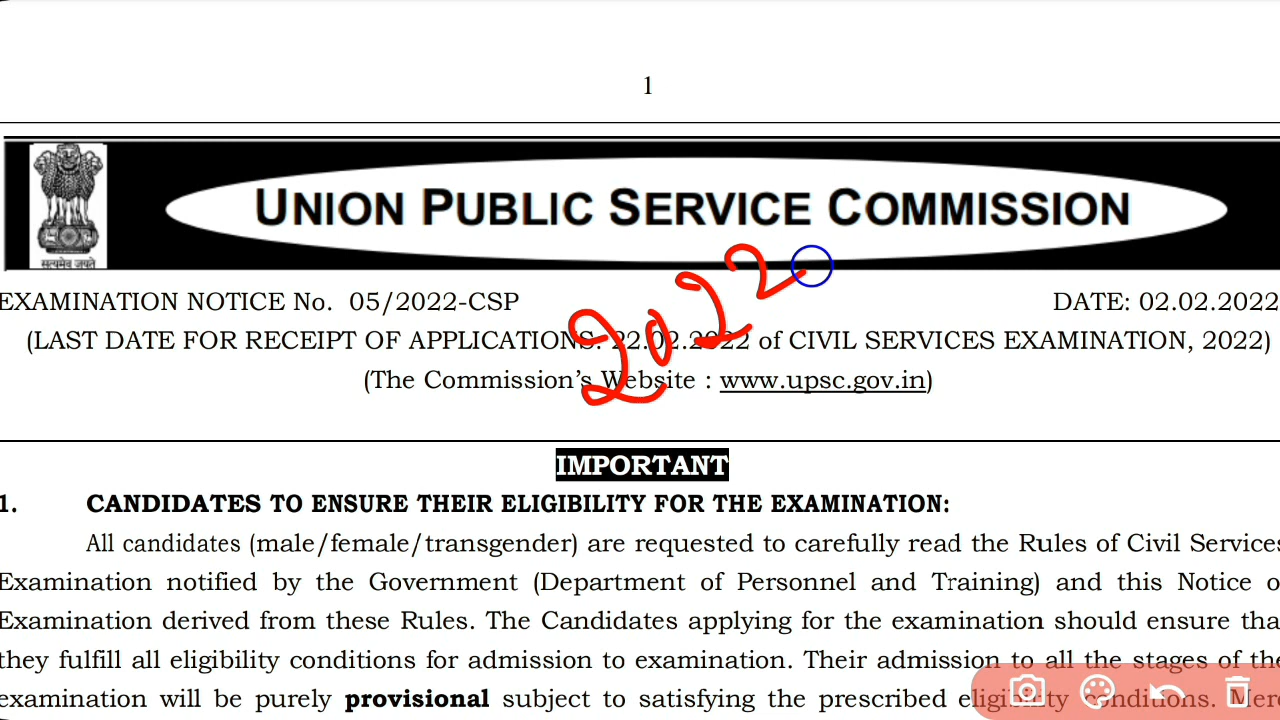 1
UNION PUBLIC SERVICE COMMISSION
सत्यमेव जयते
EXAMINATION NOTICE No. 05/2022-CSP DATE: 02.02.2022
(LAST DATE FOR RECEIPT OF APPLICATIONS: 22.02.2022 of CIVIL SERVICES EXAMINATION, 2022)
(The Commission's Website : www.upsc.gov.in)
2022
IMPORTANT
1. CANDIDATES TO ENSURE THEIR ELIGIBILITY FOR THE EXAMINATION:
All candidates (male/female/transgender) are requested to carefully read the Rules of Civil Services
Examination notified by the Government (Department of Personnel and Training) and this Notice o
Examination derived from these Rules. The Candidates applying for the examination should ensure tha
they fulfill all eligibility conditions for admission to examination. Their admission to all the stages of the
examination will be purely provisional subject to satisfying the prescribed eligibility conditions. Mere